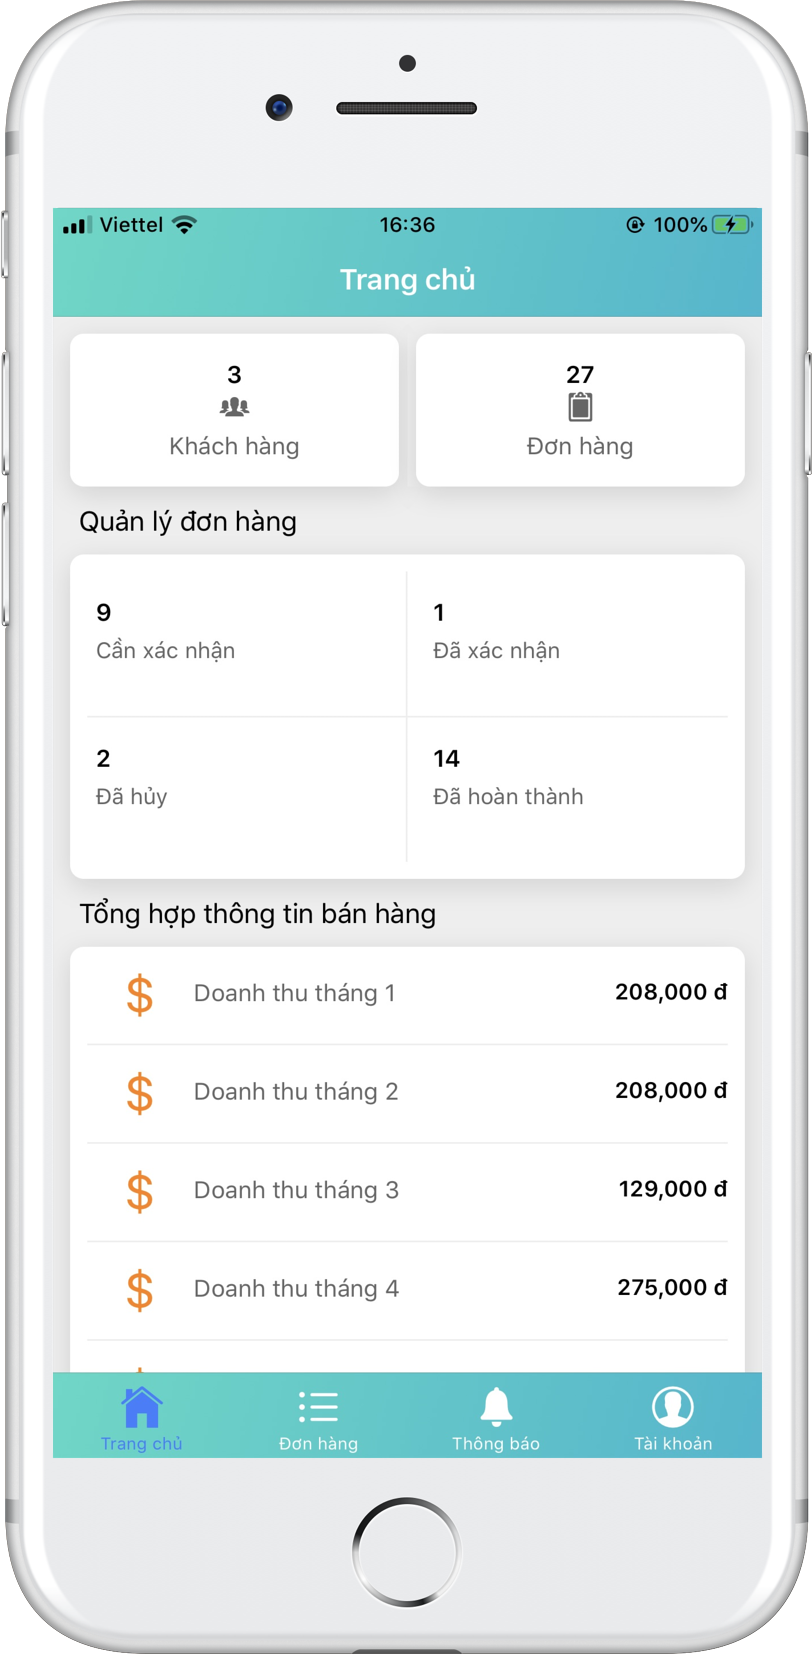 Viettel 16:36 100%
Trang chủ
3
Khách hàng
27
Đơn hàng
Quản lý đơn hàng
9
Cần xác nhận
1
Đã xác nhận
2
Đã hủy
14
Đã hoàn thành
Tổng hợp thông tin bán hàng
$ Doanh thu tháng 1 208,000 đ
$ Doanh thu tháng 2 208,000 đ
$ Doanh thu tháng 3 129,000 đ
$ Doanh thu tháng 4 275,000 đ
Trang chủ Đơn hàng Thông báo Tài khoản